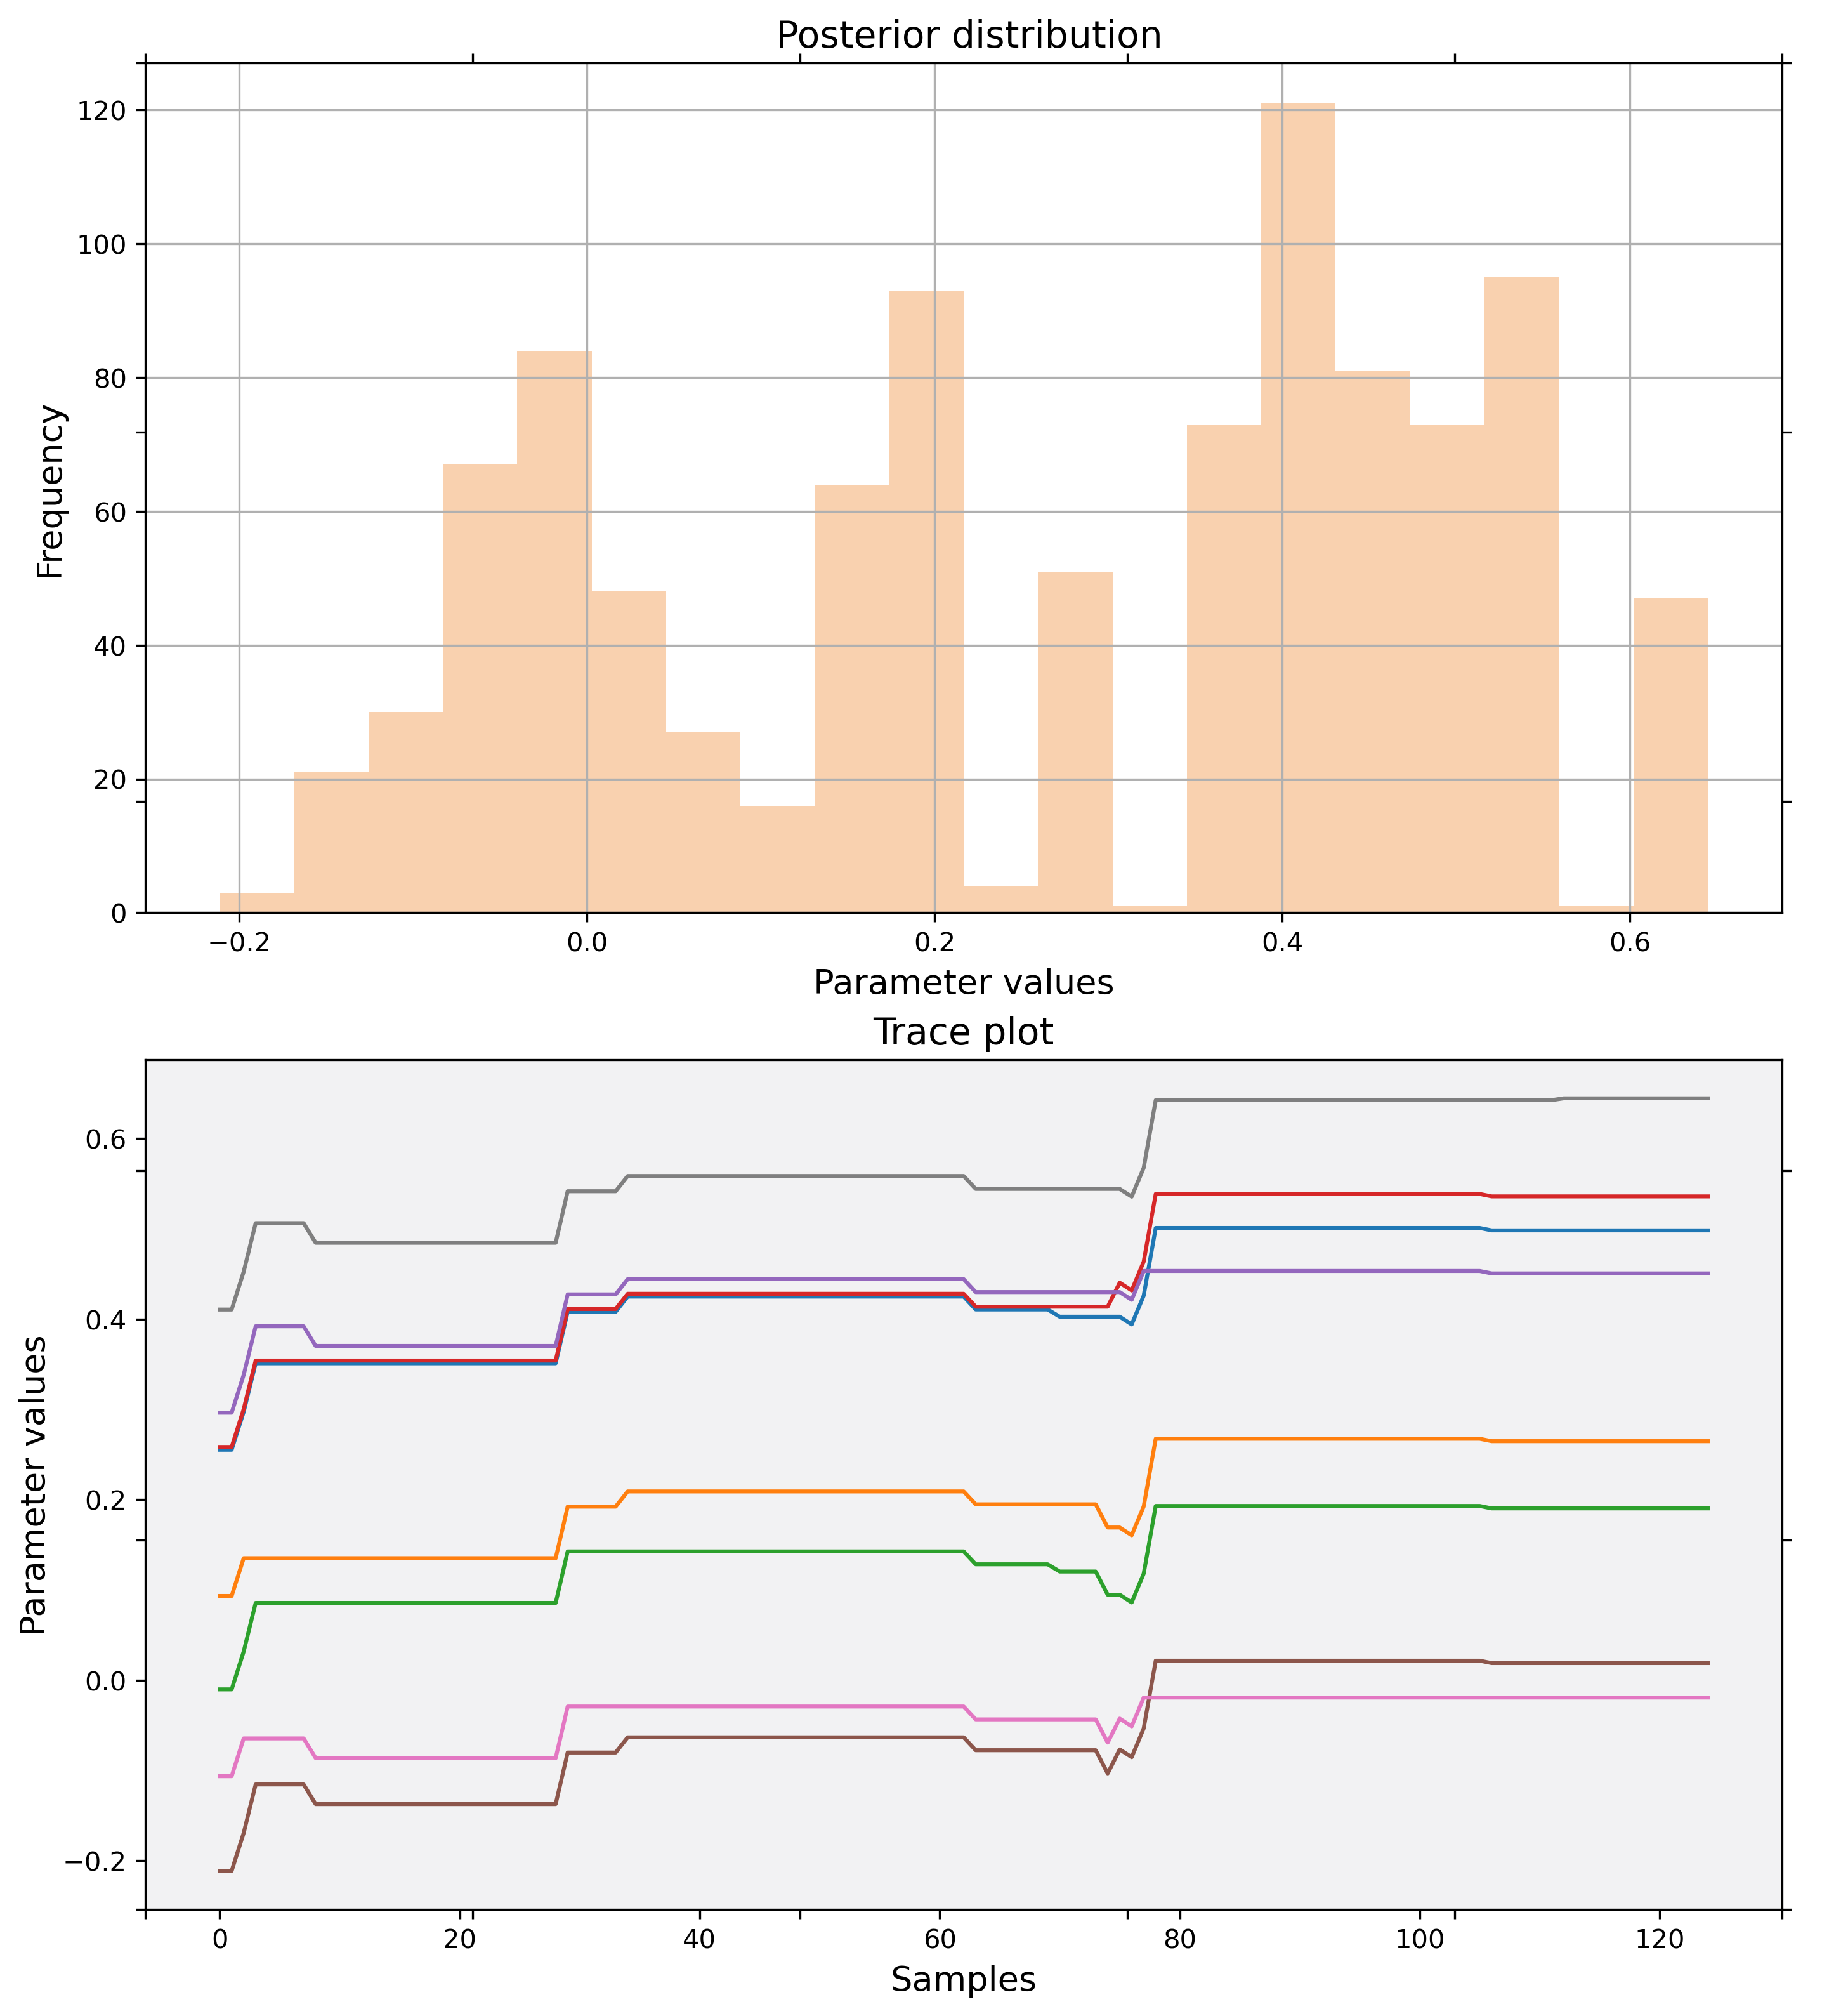 Posterior distribution
120
100
80
60
40
20
0
Frequency
−0.2 0.0 0.2 0.4 0.6
Parameter values
Trace plot
0.6
0.4
0.2
0.0
−0.2
Parameter values
0 20 40 60 80 100 120
Samples